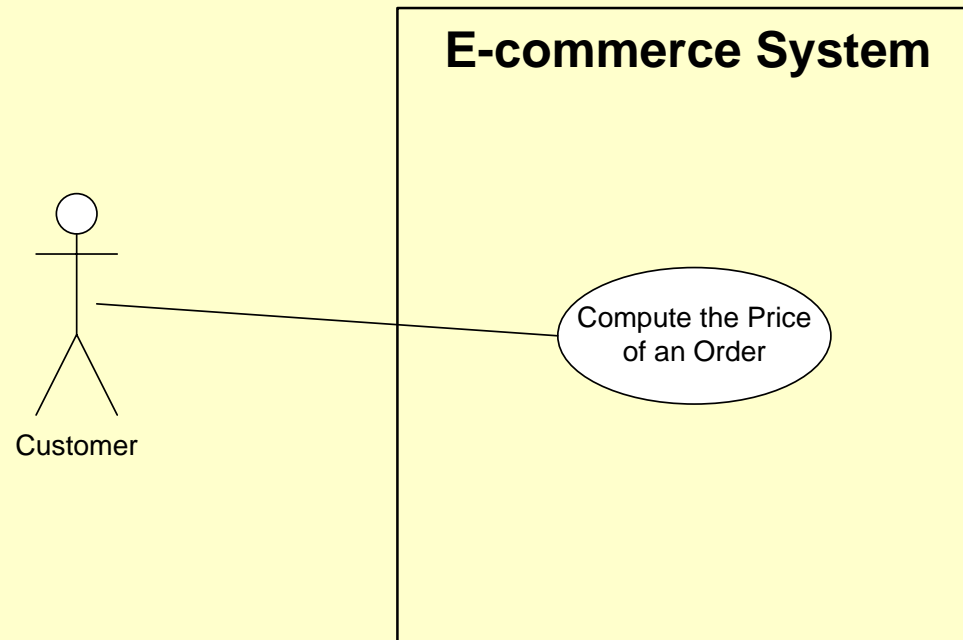 E-commerce System
Compute the Price
of an Order
Customer